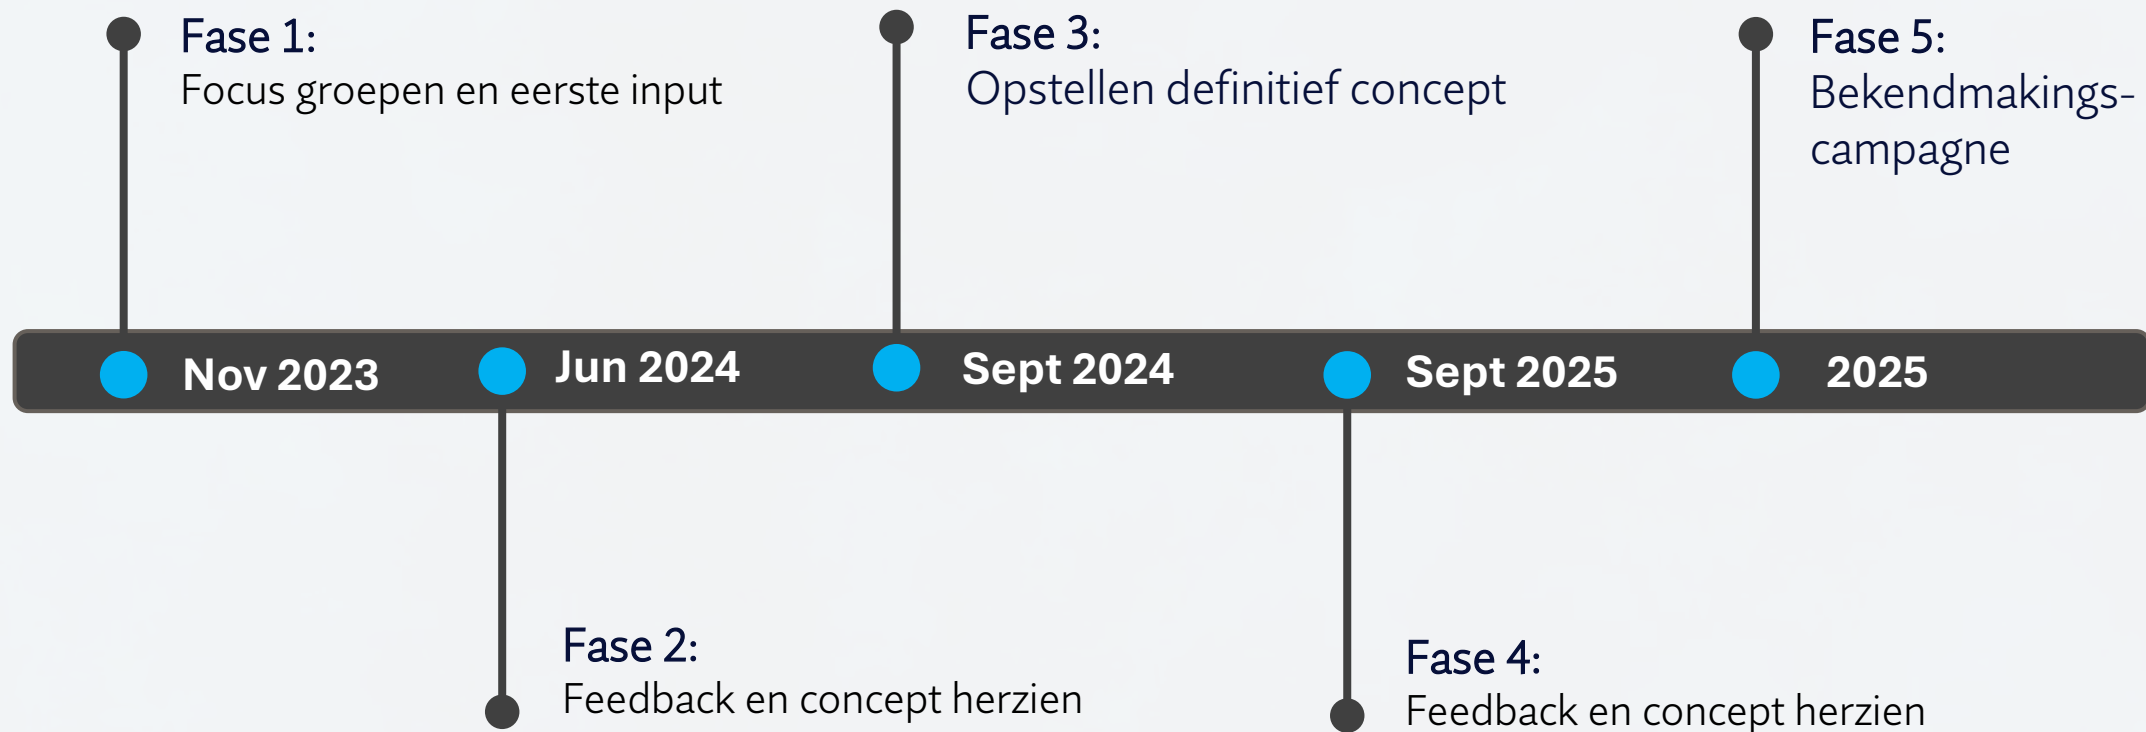 Fase 1:
Focus groepen en eerste input
Fase 3:
Opstellen definitief concept
Fase 5:
Bekendmakings-
campagne
Nov 2023
Jun 2024
Sept 2024
Sept 2025
2025
Fase 2:
Feedback en concept herzien
Fase 4:
Feedback en concept herzien